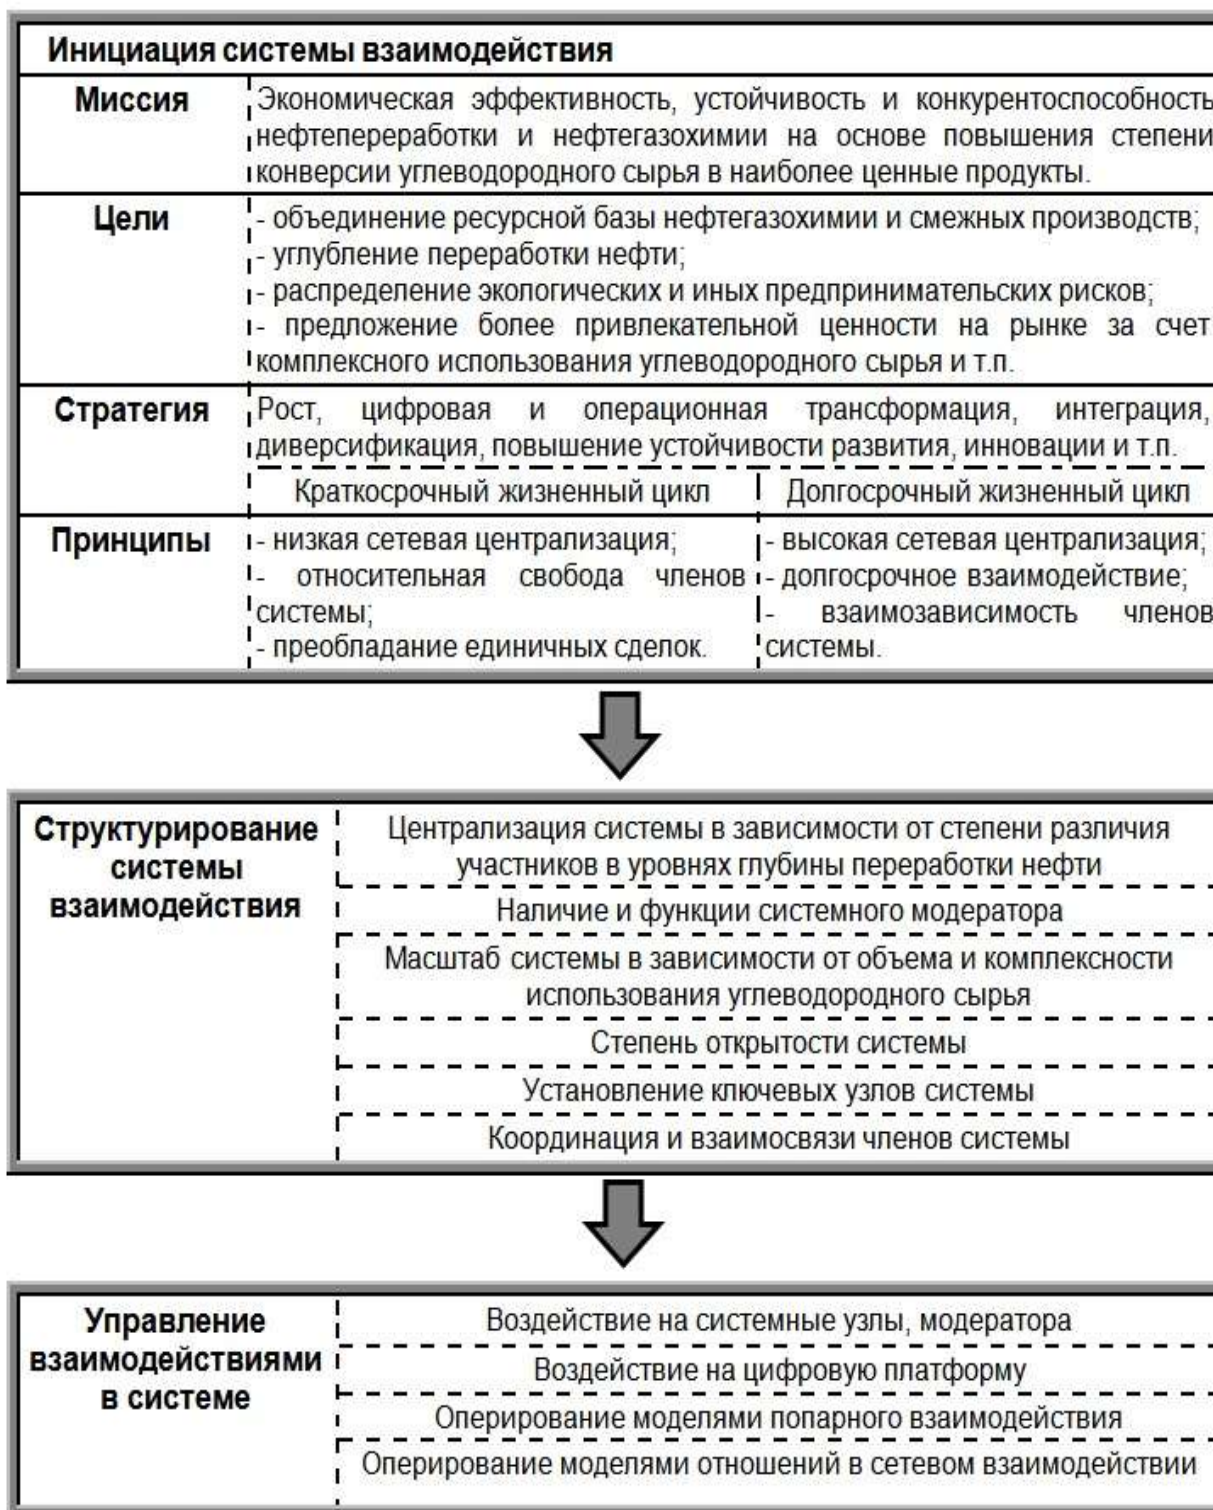 Инициация системы взаимодействия
Миссия
Экономическая эффективность, устойчивость и конкурентоспособность
нефтепереработки и нефтегазохимии на основе повышения степени
конверсии углеводородного сырья в наиболее ценные продукты.
Цели
- объединение ресурсной базы нефтегазохимии и смежных производств;
- углубление переработки нефти;
- распределение экологических и иных предпринимательских рисков;
- предложение более привлекательной ценности на рынке за счет
комплексного использования углеводородного сырья и т.п.
Стратегия
Рост, цифровая и операционная трансформация, интеграция,
диверсификация, повышение устойчивости развития, инновации и т.п.
Краткосрочный жизненный цикл
Долгосрочный жизненный цикл
Принципы
- низкая сетевая централизация;
- относительная свобода членов
системы;
- преобладание единичных сделок.
- высокая сетевая централизация;
- долгосрочное взаимодействие;
- взаимозависимость членов
системы.
Структурирование
системы
взаимодействия
Централизация системы в зависимости от степени различия
участников в уровнях глубины переработки нефти
Наличие и функции системного модератора
Масштаб системы в зависимости от объема и комплексности
использования углеводородного сырья
Степень открытости системы
Установление ключевых узлов системы
Координация и взаимосвязи членов системы
Управление
взаимодействиями
в системе
Воздействие на системные узлы, модератора
Воздействие на цифровую платформу
Оперирование моделями попарного взаимодействия
Оперирование моделями отношений в сетевом взаимодействии